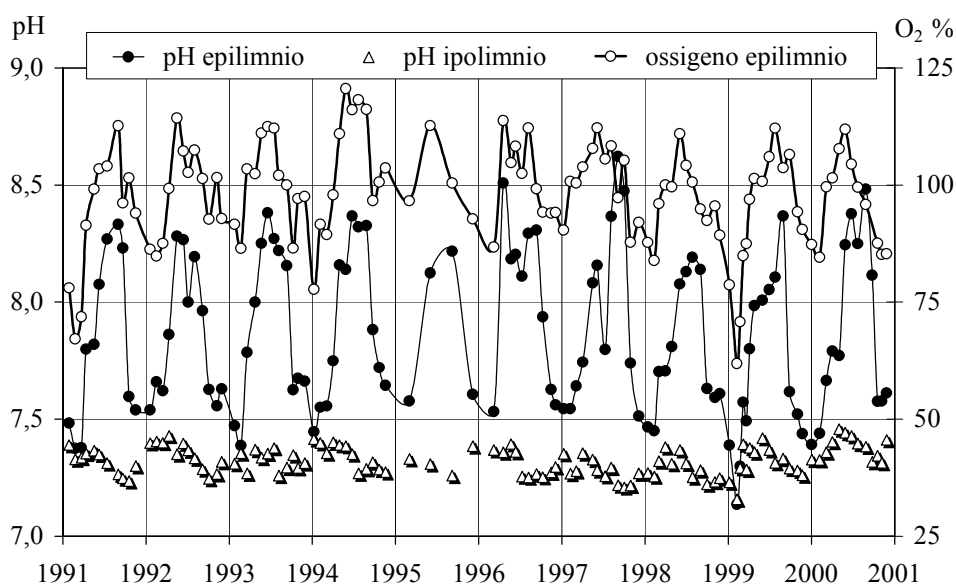 pH
O2 %
pH epilimnio
pH ipolimnio
ossigeno epilimnio
9,0
8,5
8,0
7,5
7,0
125
100
75
50
25
1991 1992 1993 1994 1995 1996 1997 1998 1999 2000 2001